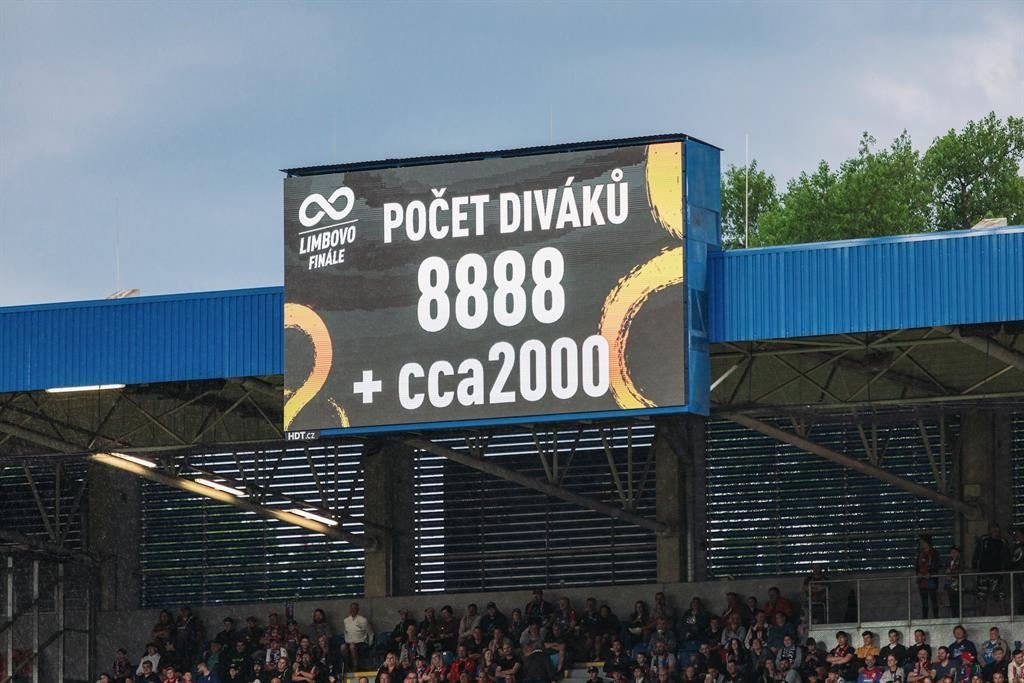 POČET DIVÁKŮ
8888
+ cca2000
LIMBOVO
FINÁLE
HDT.cz